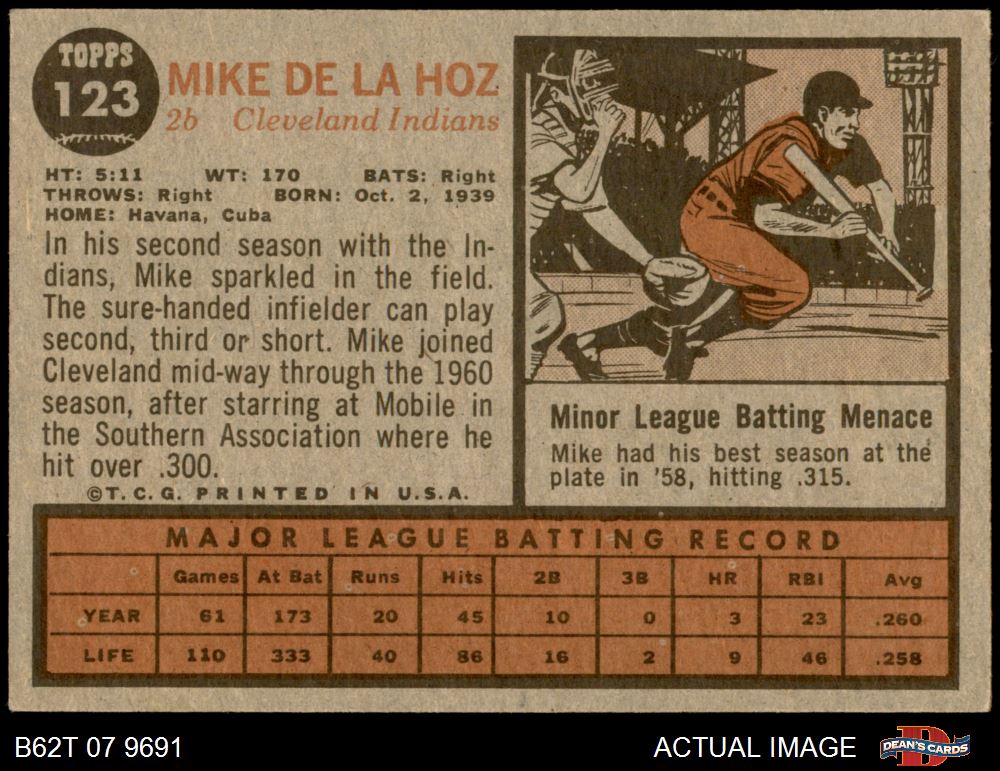 TOPPS
123
MIKE DE LA HOZ
2b Cleveland Indians
HT: 5:11 WT: 170 BATS: Right
THROWS: Right BORN: Oct. 2, 1939
HOME: Havana, Cuba
In his second season with the In-
dians, Mike sparkled in the field.
The sure-handed infielder can play
second, third or short. Mike joined
Cleveland mid-way through the 1960
season, after starring at Mobile in
the Southern Association where he
hit over .300.
©T.C.G. PRINTED IN U.S.A.
Minor League Batting Menace
Mike had his best season at the
plate in '58, hitting .315.
MAJOR LEAGUE BATTING RECORD
Games At Bat Runs Hits 2B 3B HR RBI Avg
YEAR 61 173 20 45 10 0 3 23 .260
LIFE 110 333 40 86 16 2 9 46 .258
B62T 07 9691
ACTUAL IMAGE
DEAN'S CARDS